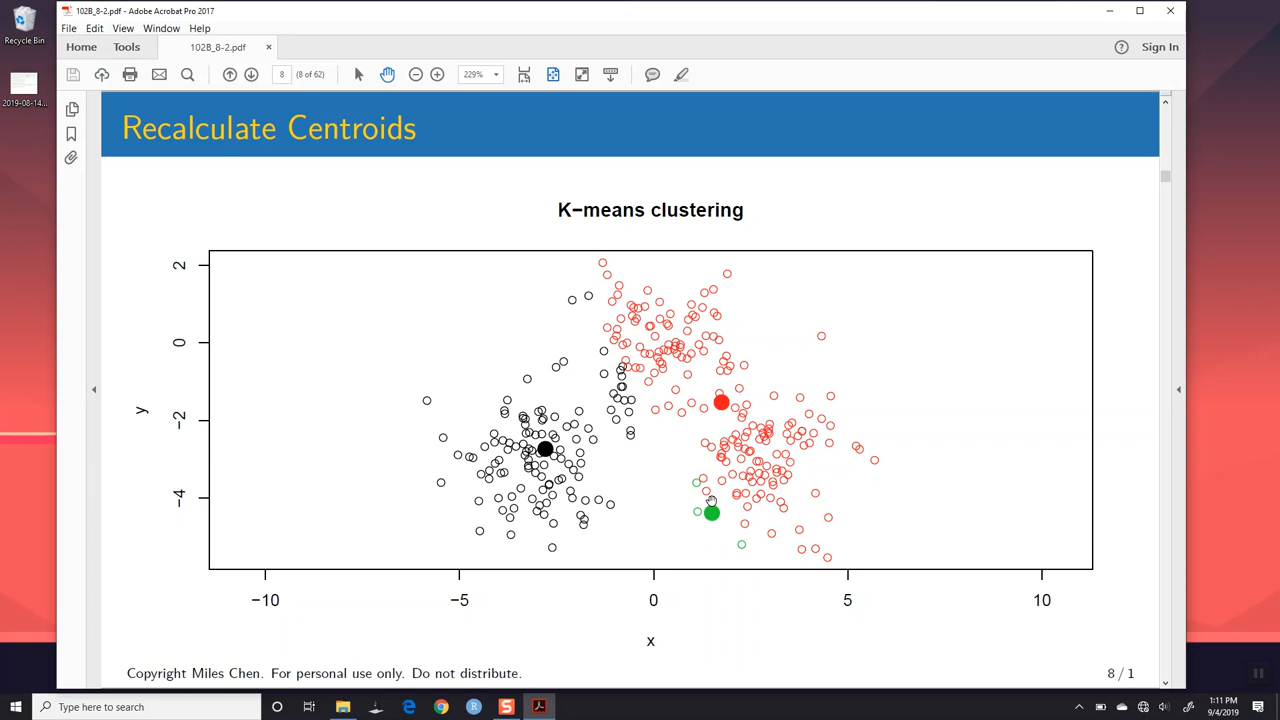 102B_8-2.pdf - Adobe Acrobat Pro 2017
Recycle Bin
2019-08-14...
File Edit View Window Help
Home Tools 102B_8-2.pdf × Sign In
8 (8 of 62) 229%
Recalculate Centroids
K−means clustering
2
0
−2
−4
y
−10 −5 0 5 10
x
Copyright Miles Chen. For personal use only. Do not distribute. 8 / 1
Type here to search
1:11 PM
9/4/2019